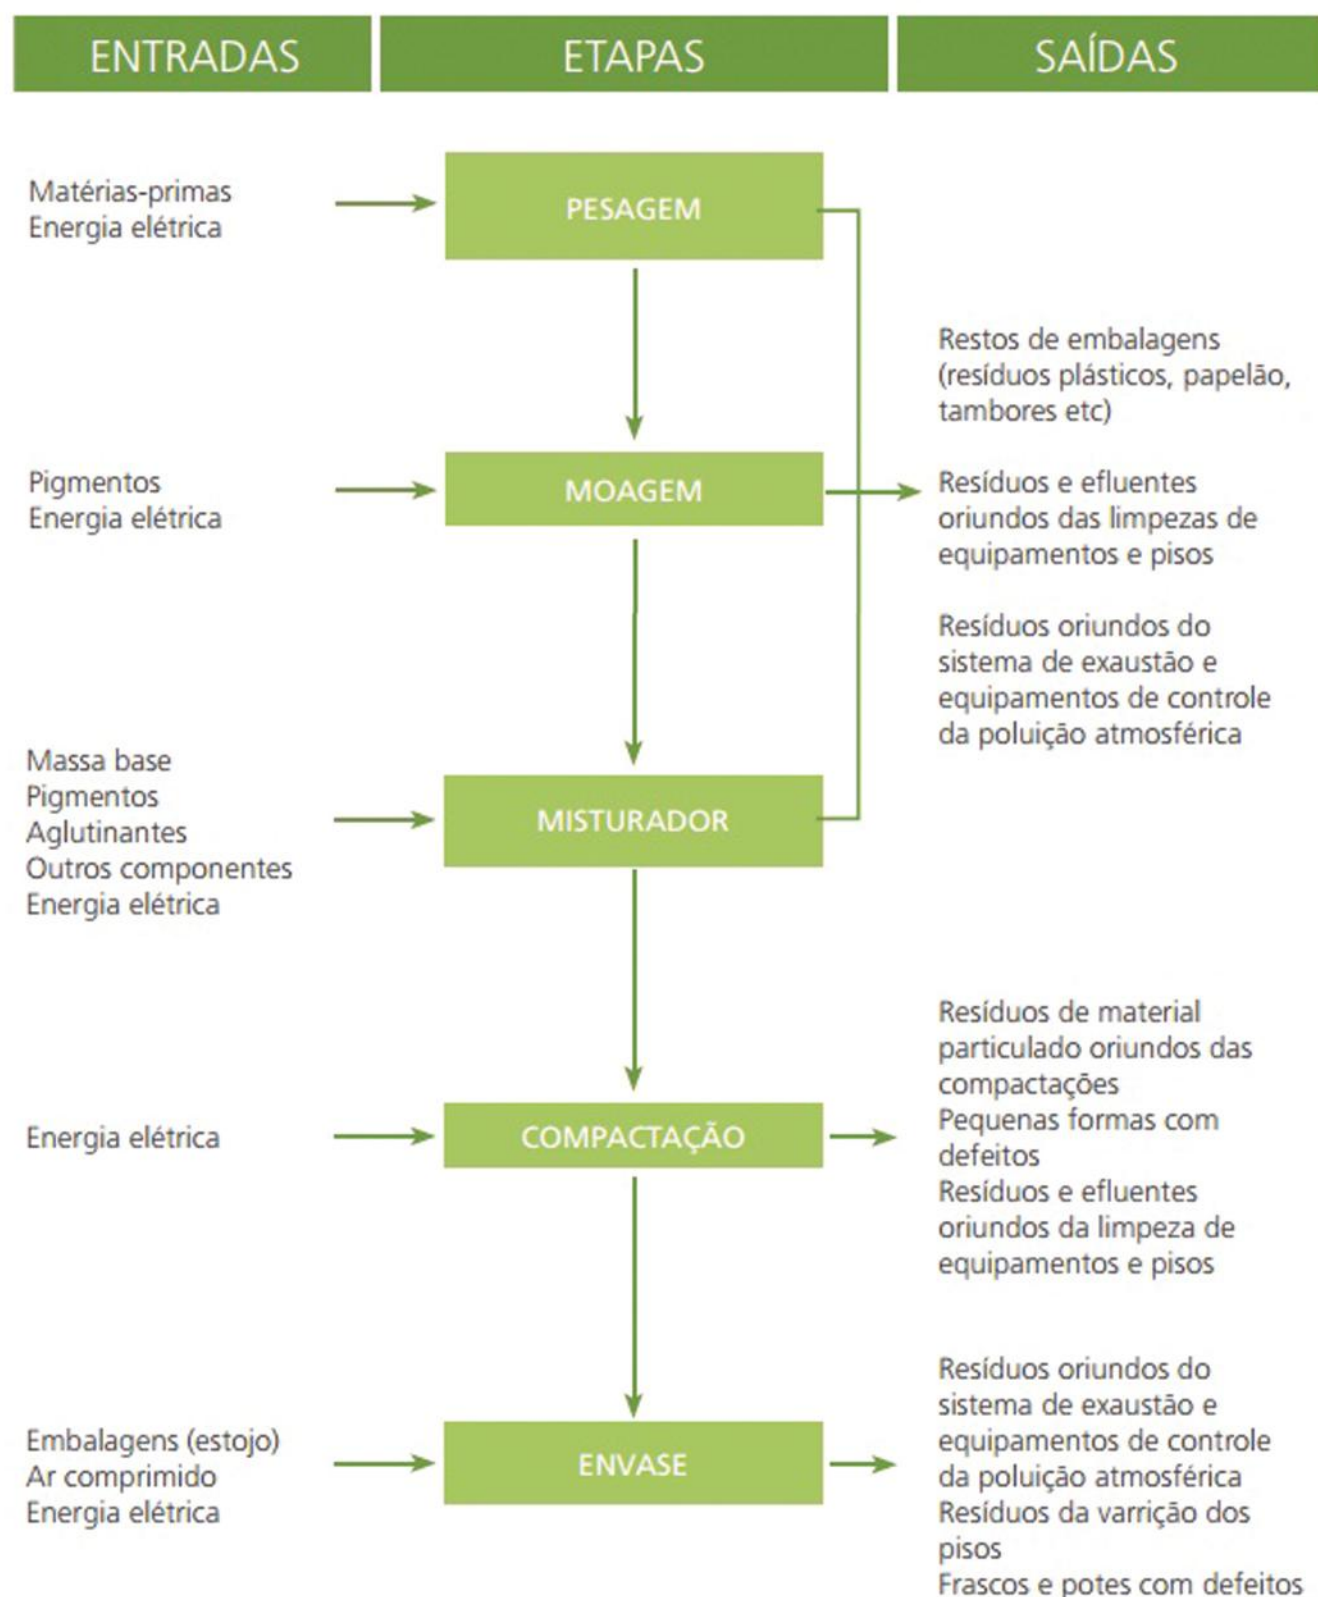 ENTRADAS
ETAPAS
SAÍDAS
Matérias-primas
Energia elétrica
PESAGEM
Restos de embalagens
(resíduos plásticos, papelão,
tambores etc)
Pigmentos
Energia elétrica
MOAGEM
Resíduos e efluentes
oriundos das limpezas de
equipamentos e pisos
Resíduos oriundos do
sistema de exaustão e
equipamentos de controle
da poluição atmosférica
Massa base
Pigmentos
Aglutinantes
Outros componentes
Energia elétrica
MISTURADOR
Energia elétrica
COMPACTAÇÃO
Resíduos de material
particulado oriundos das
compactações
Pequenas formas com
defeitos
Resíduos e efluentes
oriundos da limpeza de
equipamentos e pisos
Embalagens (estojo)
Ar comprimido
Energia elétrica
ENVASE
Resíduos oriundos do
sistema de exaustão e
equipamentos de controle
da poluição atmosférica
Resíduos da varrição dos
pisos
Frascos e potes com defeitos